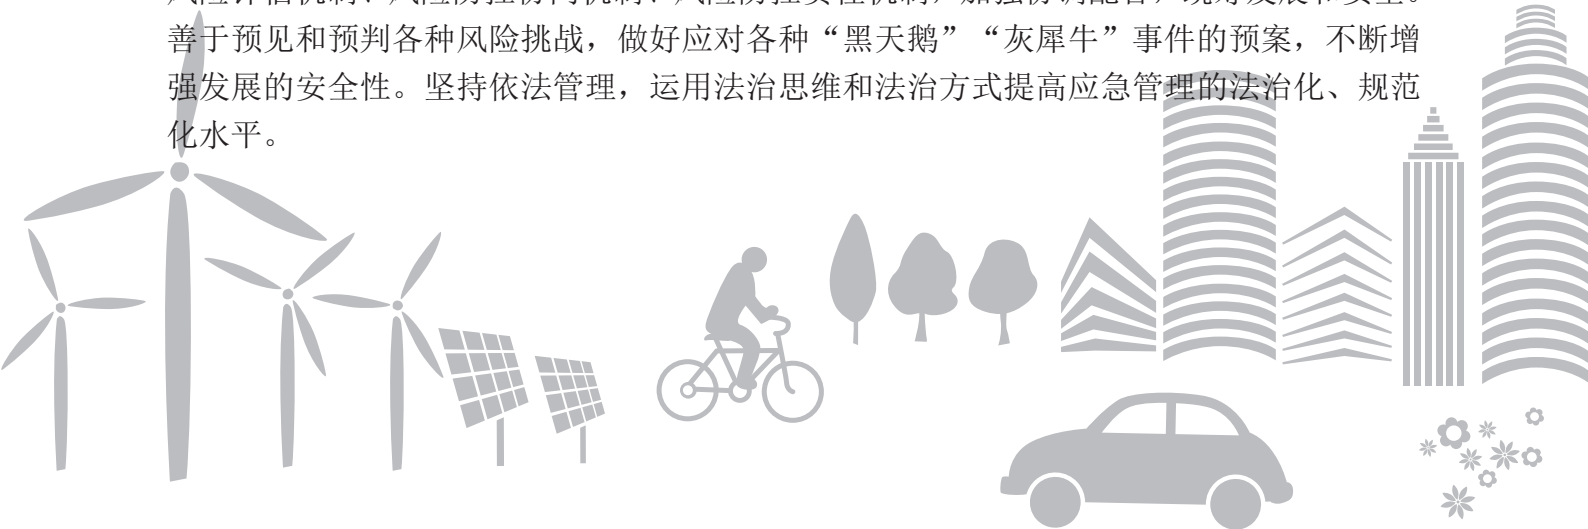 善于预见和预判各种风险挑战，做好应对各种“黑天鹅”“灰犀牛”事件的预案，不断增
强发展的安全性。坚持依法管理，运用法治思维和法治方式提高应急管理的法治化、规范
化水平。